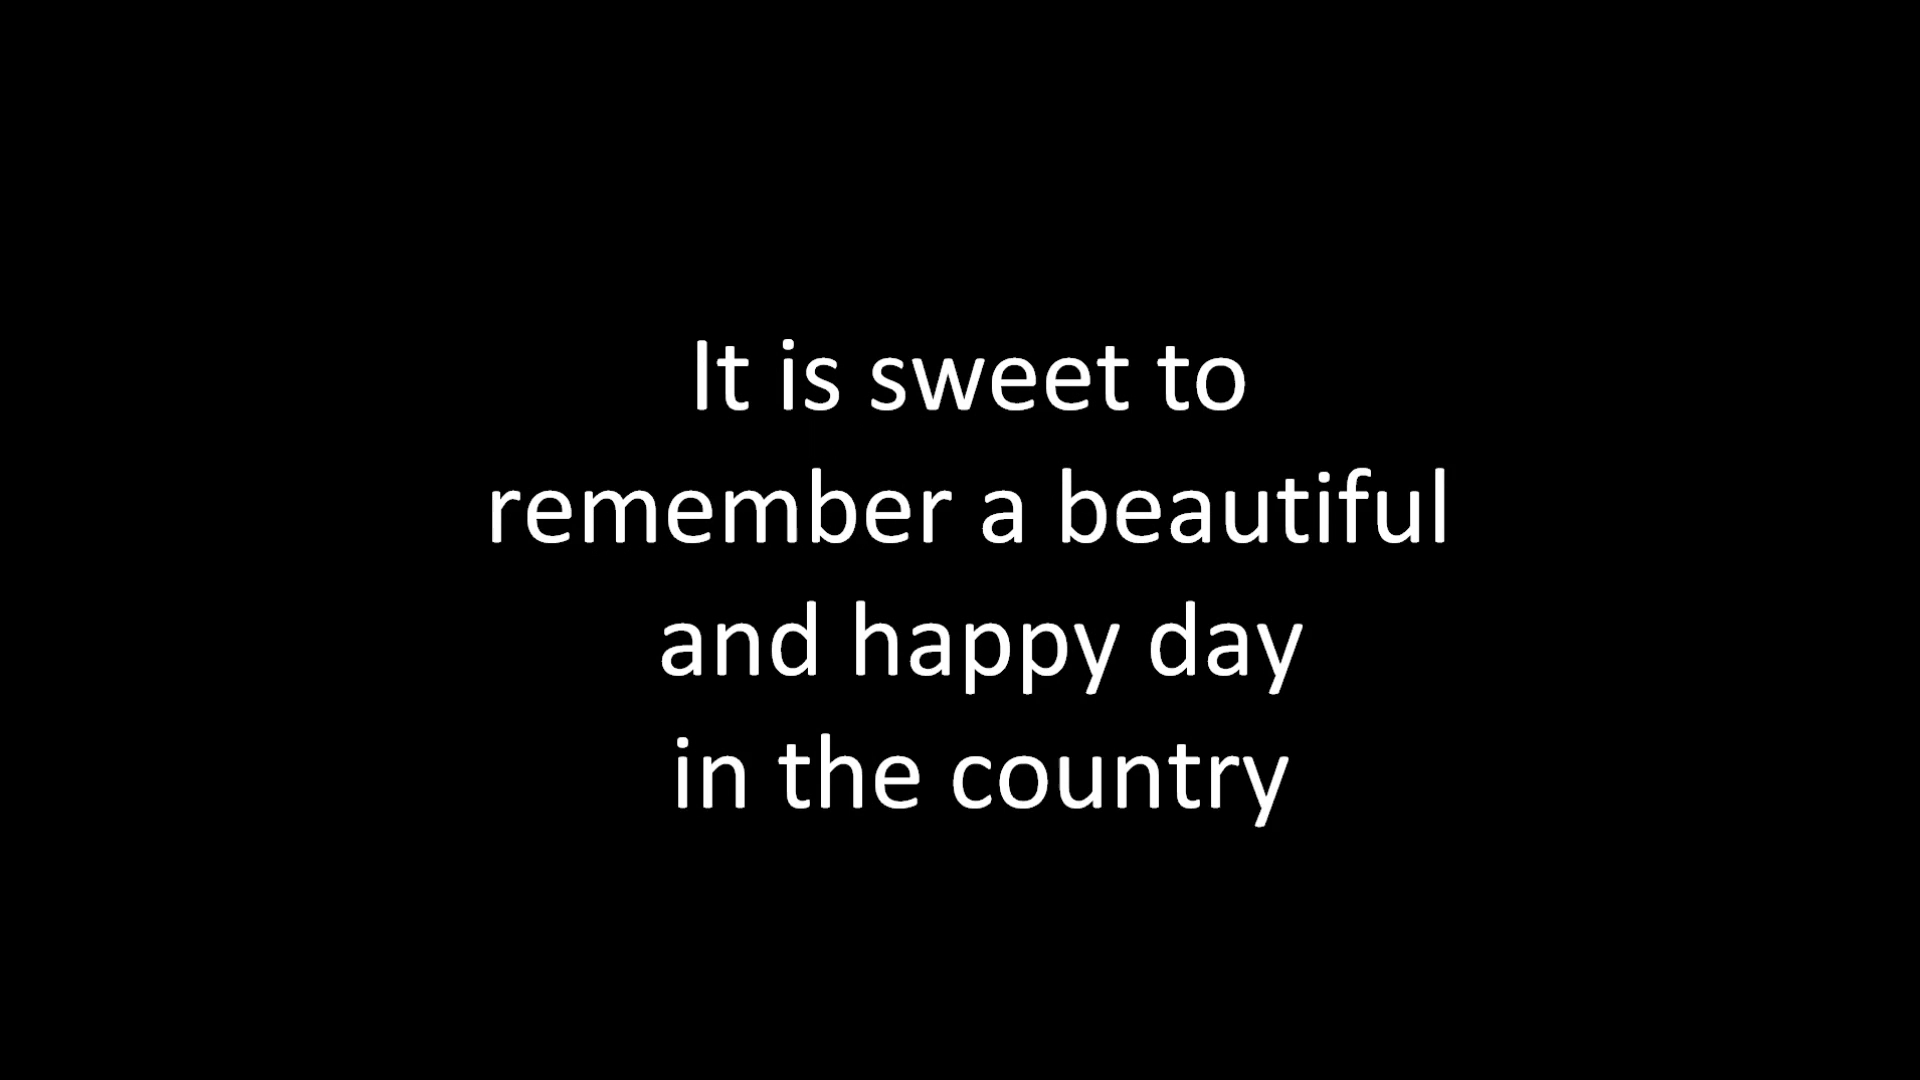 It is sweet to
remember a beautiful
and happy day
in the country